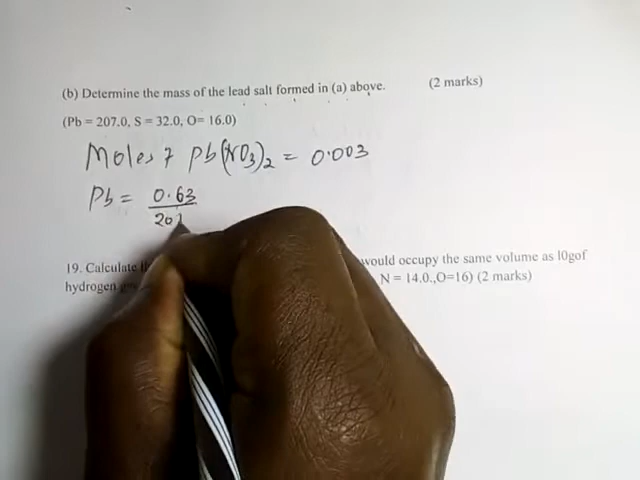 (b) Determine the mass of the lead salt formed in (a) above. (2 marks)
(Pb = 207.0, S = 32.0, O= 16.0)
Moles of Pb(NO3)2 = 0.003
Pb = 0.63
20
19. Calculate would occupy the same volume as 10gof
hydrogen N = 14.0.,O=16) (2 marks)